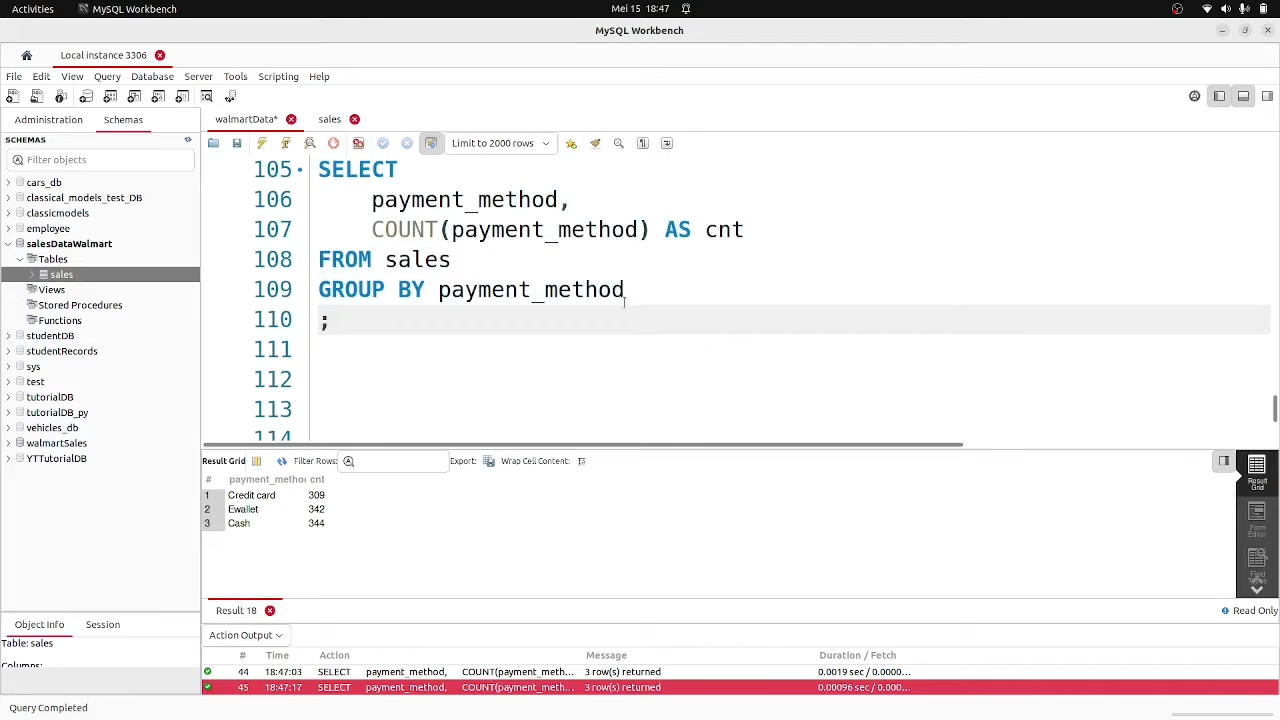 Activities MySQL Workbench Mei 15 18:47
MySQL Workbench
Local instance 3306
File Edit View Query Database Server Tools Scripting Help
Administration Schemas
walmartData* sales
SCHEMAS
Filter objects
Limit to 2000 rows
cars_db
classical_models_test_DB
classicmodels
employee
salesDataWalmart
Tables
sales
Views
Stored Procedures
Functions
studentDB
studentRecords
sys
test
tutorialDB
tutorialDB_py
vehicles_db
walmartSales
YTTutorialDB
105 SELECT
106 payment_method,
107 COUNT(payment_method) AS cnt
108 FROM sales
109 GROUP BY payment_method
110 ;
111
112
113
114
Result Grid Filter Rows: Export: Wrap Cell Content:
# payment_method cnt
1 Credit card 309
2 Ewallet 342
3 Cash 344
Result Grid
Form Editor
Field Types
Result 18
Read Only
Object Info Session
Table: sales
Columns:
Action Output
# Time Action Message Duration / Fetch
44 18:47:03 SELECT payment_method, COUNT(payment_meth... 3 row(s) returned 0.0019 sec / 0.0000...
45 18:47:17 SELECT payment_method, COUNT(payment_meth... 3 row(s) returned 0.00096 sec / 0.000...
Query Completed